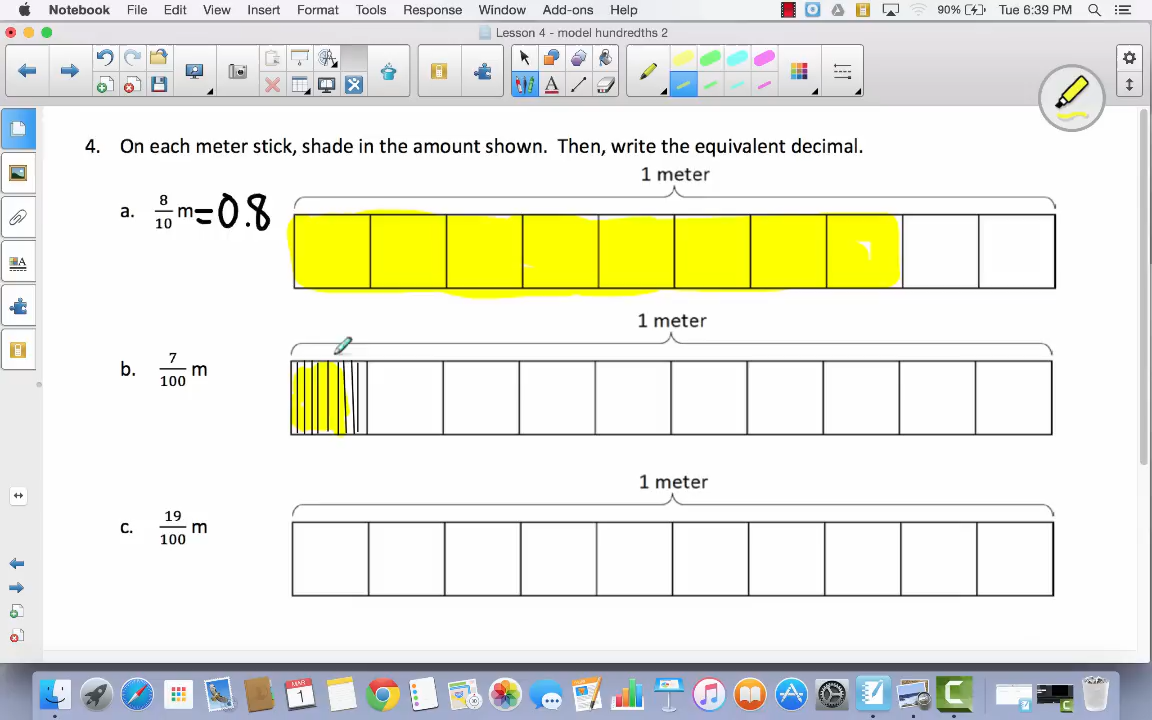 Notebook File Edit View Insert Format Tools Response Window Add-ons Help 90% Tue 6:39 PM
Lesson 4 - model hundredths 2
4. On each meter stick, shade in the amount shown. Then, write the equivalent decimal.
1 meter
a. 8/10 m = 0.8
1 meter
b. 7/100 m
1 meter
c. 19/100 m